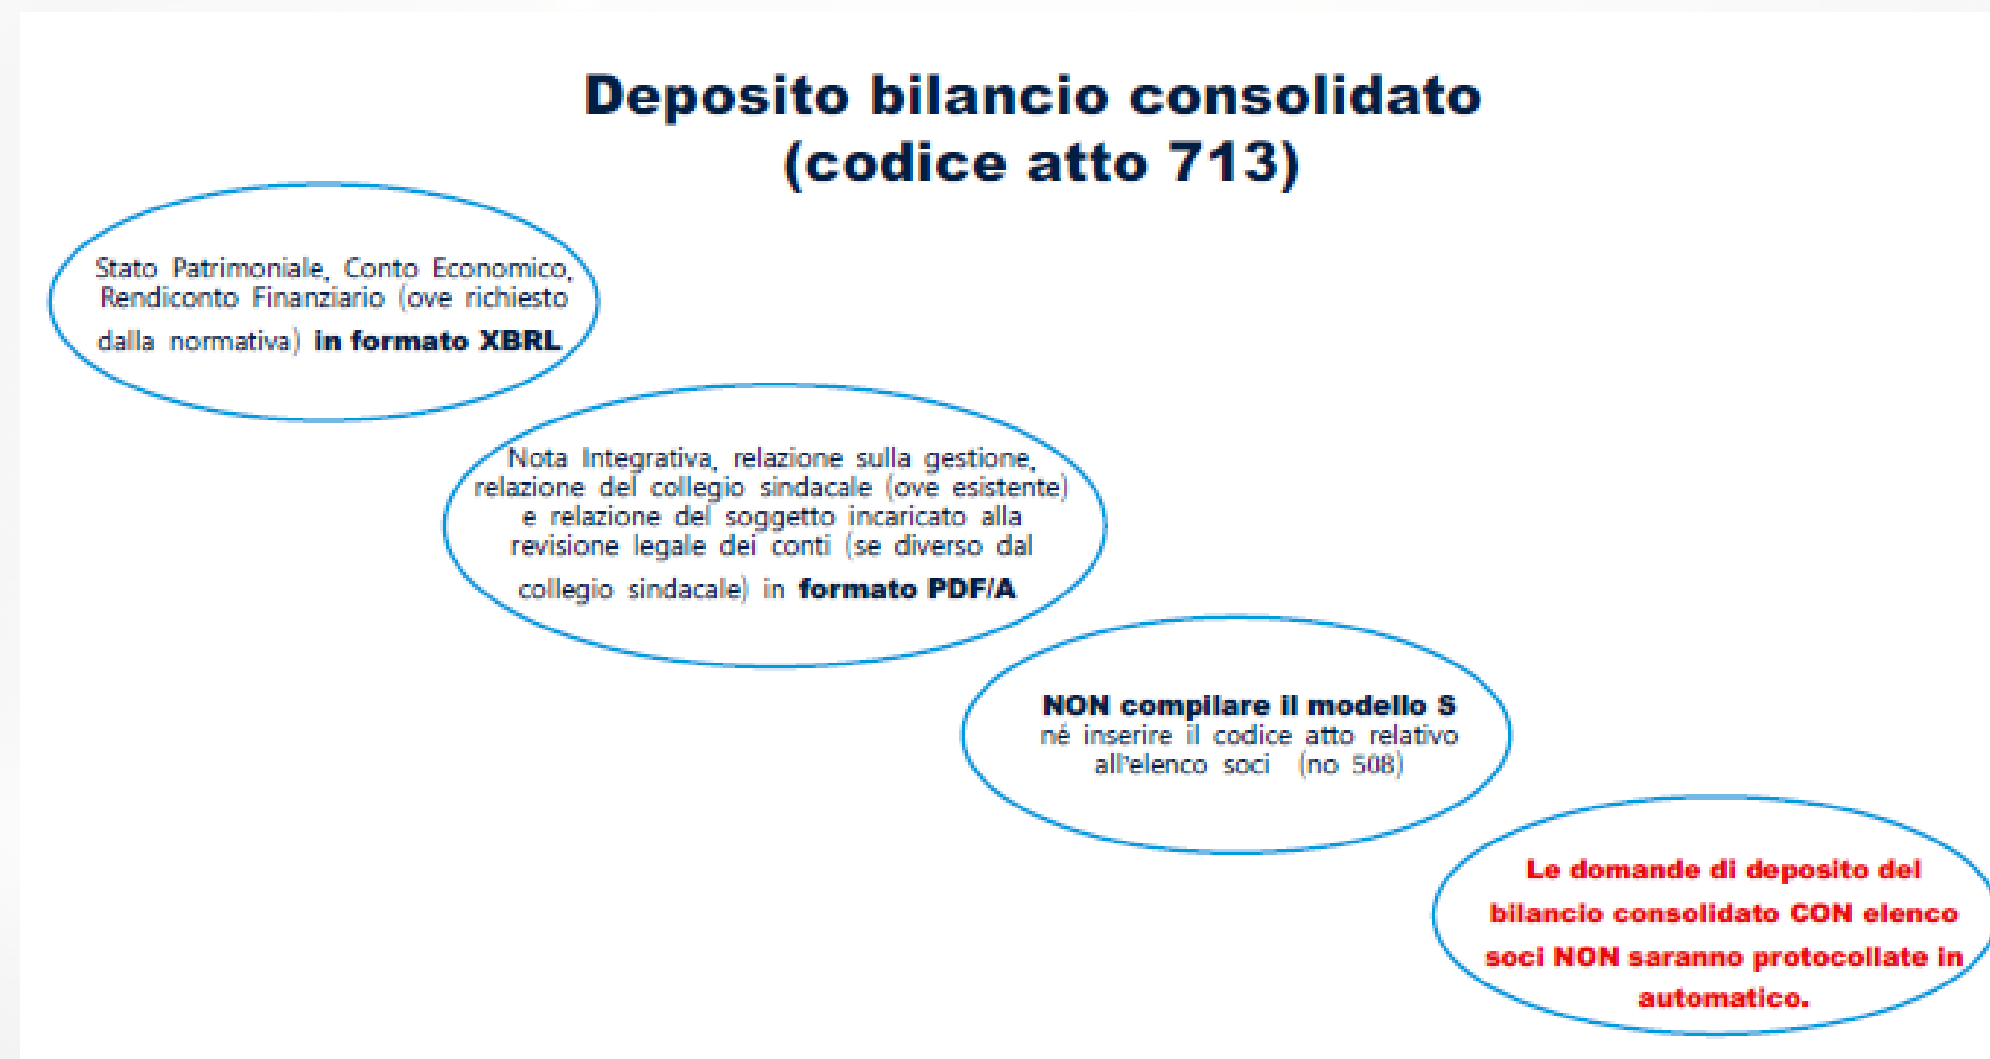 Deposito bilancio consolidato
(codice atto 713)
Stato Patrimoniale, Conto Economico,
Rendiconto Finanziario (ove richiesto
dalla normativa) in formato XBRL
Nota Integrativa, relazione sulla gestione,
relazione del collegio sindacale (ove esistente)
e relazione del soggetto incaricato alla
revisione legale dei conti (se diverso dal
collegio sindacale) in formato PDF/A
NON compilare il modello S
né inserire il codice atto relativo
all'elenco soci (no 508)
Le domande di deposito del
bilancio consolidato CON elenco
soci NON saranno protocollate in
automatico.